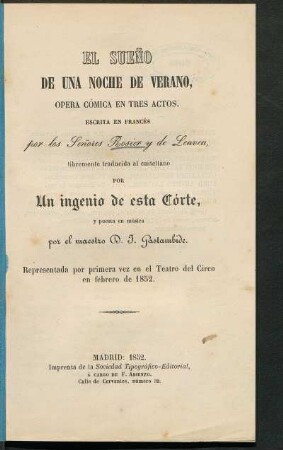 EL SUEÑO
DE UNA NOCHE DE VERANO,
OPERA CÓMICA EN TRES ACTOS.
ESCRITA EN FRANCÉS
por los Señores Rosier y de Leuven,
libremente traducida al castellano
POR
Un ingenio de esta Córte,
y puesta en música
por el maestro D. J. Gastambide.
Representada por primera vez en el Teatro del Circo
en febrero de 1852.
MADRID: 1852.
Imprenta de la Sociedad Tipográfico-Editorial,
Á CARGO DE F.
Calle de Cervantes, número